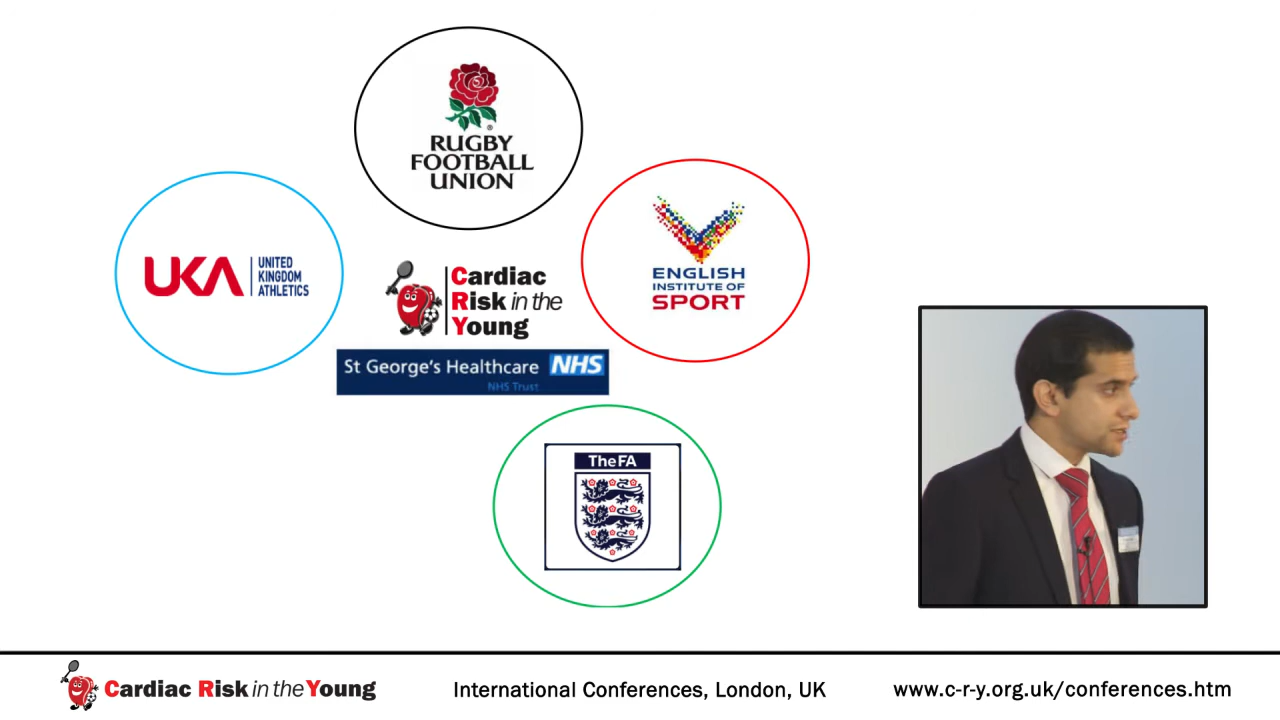 RUGBY
FOOTBALL
UNION
UKA
UNITED
KINGDOM
ATHLETICS
Cardiac
Risk in the
Young
ENGLISH
INSTITUTE OF
SPORT
St George's Healthcare NHS
NHS Trust
The FA
Cardiac Risk in the Young
International Conferences, London, UK
www.c-r-y.org.uk/conferences.htm